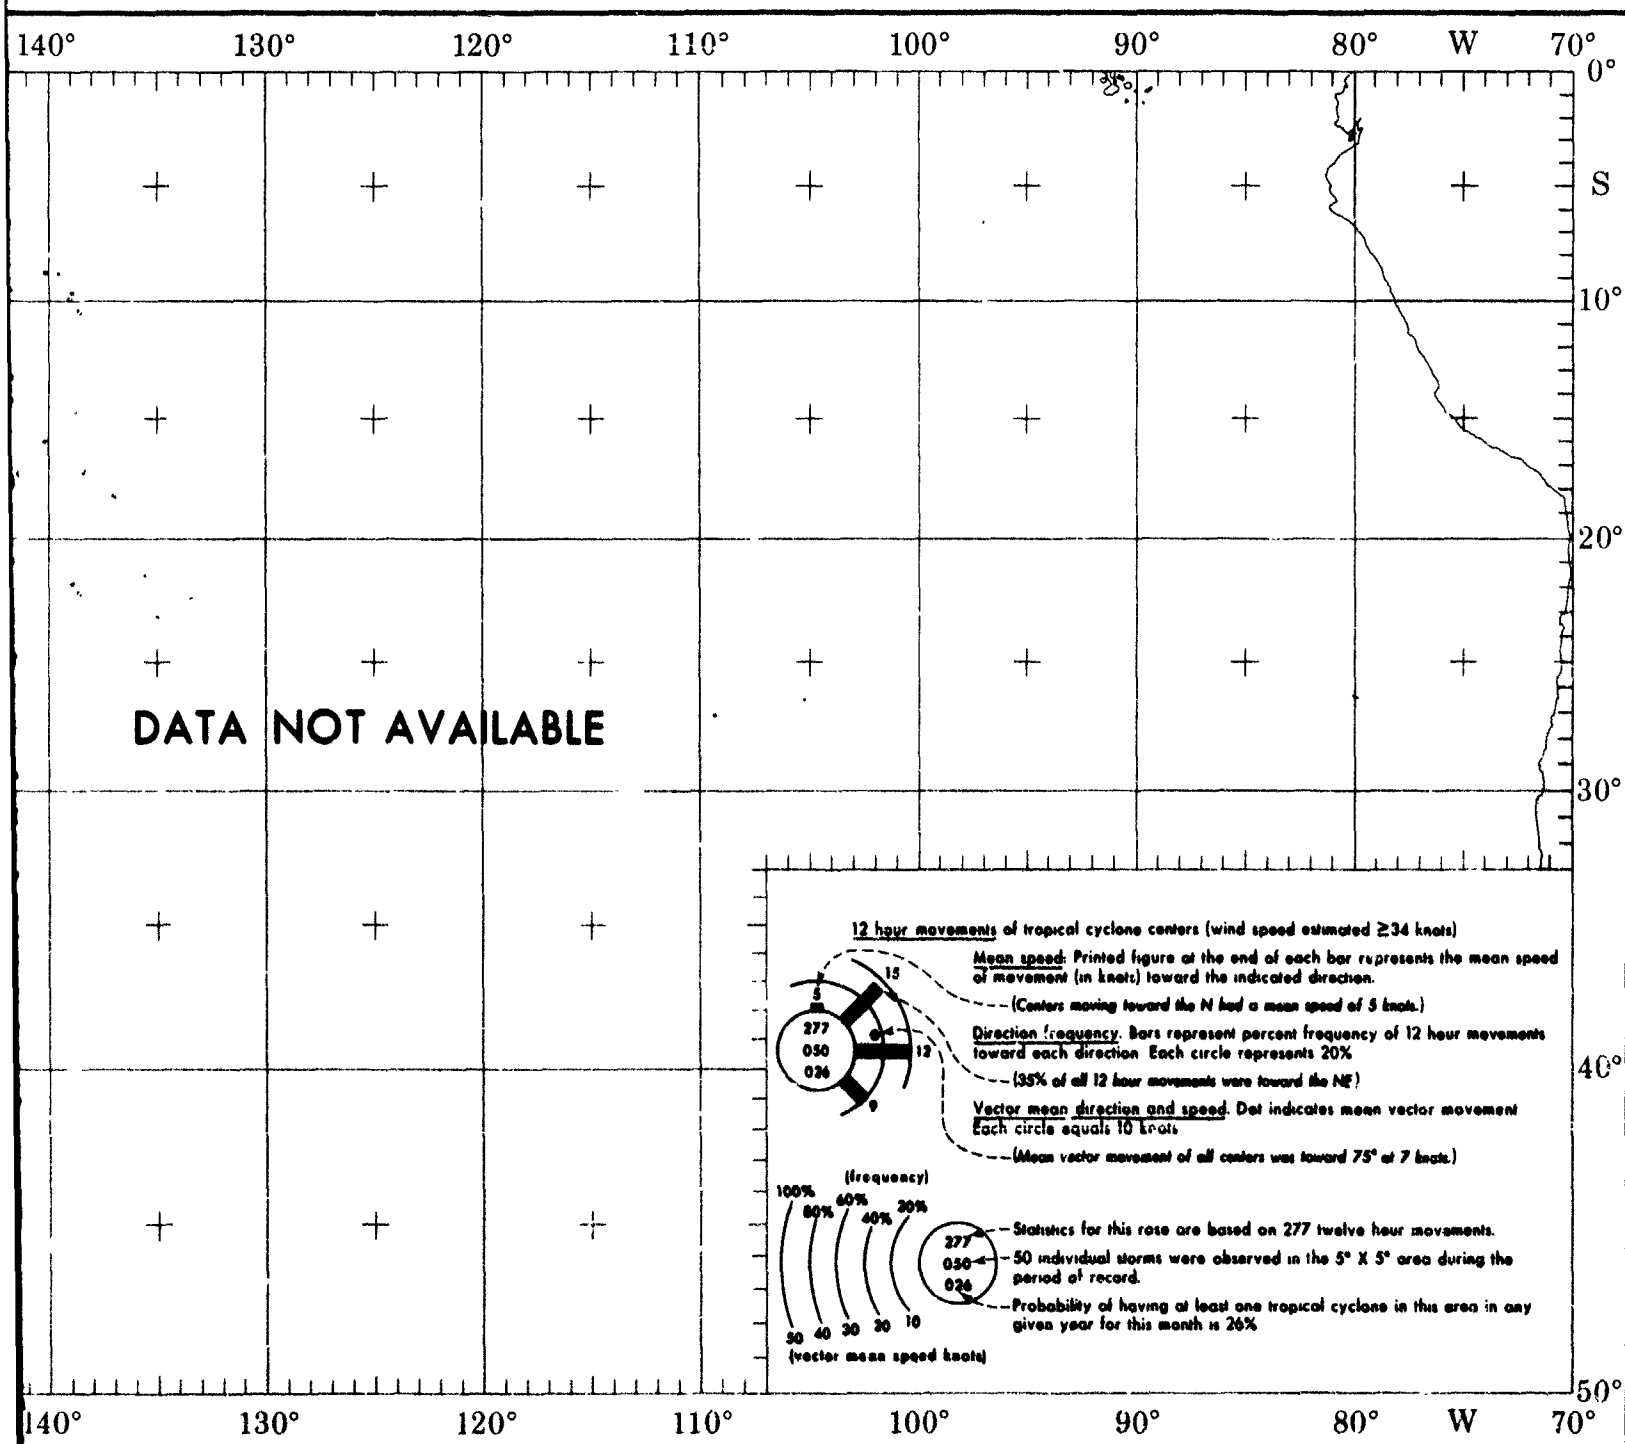 140° 130° 120° 110° 100° 90° 80° W 70°
0°
S
10°
20°
DATA NOT AVAILABLE
30°
12 hour movements of tropical cyclone centers (wind speed estimated ≥34 knots)
Mean speed: Printed figure at the end of each bar represents the mean speed
of movement (in knots) toward the indicated direction.
15
5
(Centers moving toward the N had a mean speed of 5 knots.)
277
050
026
12
9
Direction frequency. Bars represent percent frequency of 12 hour movements
toward each direction Each circle represents 20%
40°
(35% of all 12 hour movements were toward the NE)
Vector mean direction and speed. Dot indicates mean vector movement
Each circle equals 10 knots
(Mean vector movement of all centers was toward 75° at 7 knots.)
(frequency)
100% 80% 60% 40% 20%
277
050
026
Statistics for this rose are based on 277 twelve hour movements.
50 individual storms were observed in the 5° X 5° area during the
period of record.
Probability of having at least one tropical cyclone in this area in any
given year for this month is 26%
50 40 30 20 10
(vector mean speed knots)
50°
140° 130° 120° 110° 100° 90° 80° W 70°